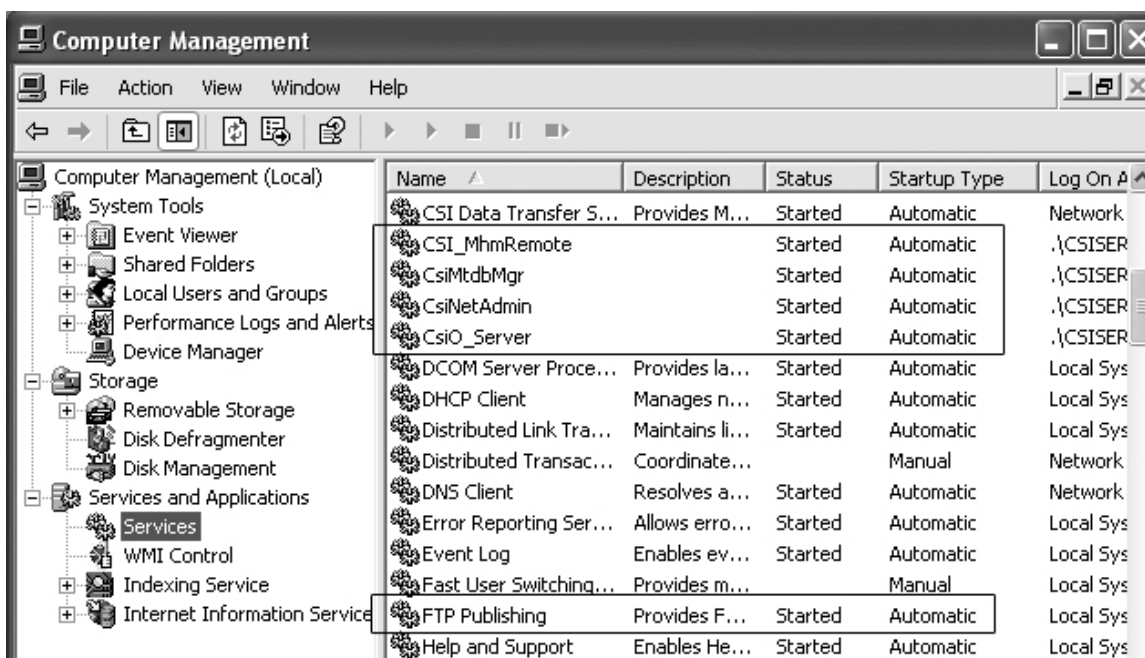 Computer Management
File Action View Window Help
Computer Management (Local)
System Tools
Event Viewer
Shared Folders
Local Users and Groups
Performance Logs and Alerts
Device Manager
Storage
Removable Storage
Disk Defragmenter
Disk Management
Services and Applications
Services
WMI Control
Indexing Service
Internet Information Service
Name Description Status Startup Type Log On A
CSI Data Transfer S... Provides M... Started Automatic Network
CSI_MhmRemote Started Automatic .\CSISER
CsiMtdbMgr Started Automatic .\CSISER
CsiNetAdmin Started Automatic .\CSISER
CsiO_Server Started Automatic .\CSISER
DCOM Server Proce... Provides la... Started Automatic Local Sys
DHCP Client Manages n... Started Automatic Local Sys
Distributed Link Tra... Maintains li... Started Automatic Local Sys
Distributed Transac... Coordinate... Manual Network
DNS Client Resolves a... Started Automatic Network
Error Reporting Ser... Allows erro... Started Automatic Local Sys
Event Log Enables ev... Started Automatic Local Sys
Fast User Switching... Provides m... Manual Local Sys
FTP Publishing Provides F... Started Automatic Local Sys
Help and Support Enables He... Started Automatic Local Sys